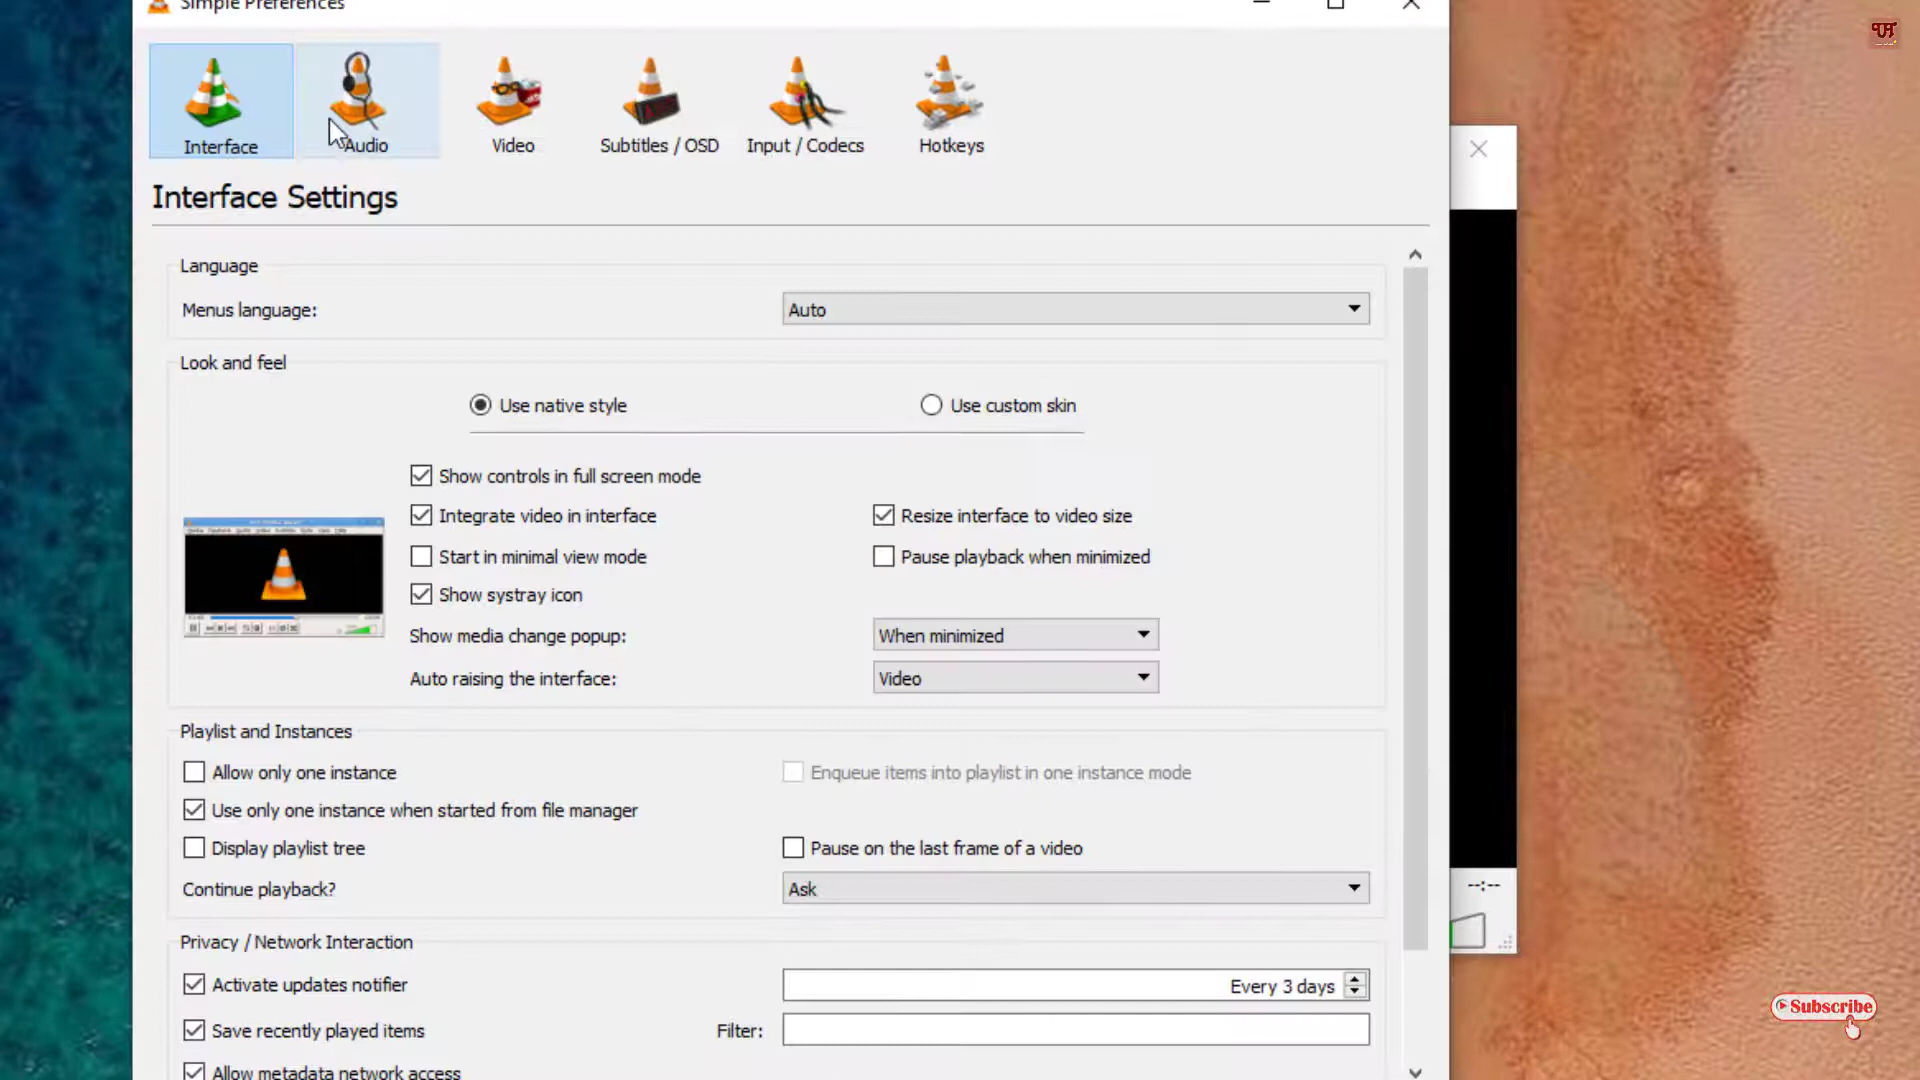 Simple Preferences
Interface
Audio
Video
Subtitles / OSD
Input / Codecs
Hotkeys
Interface Settings
Language
Menus language:
Auto
Look and feel
Use native style
Use custom skin
Show controls in full screen mode
Integrate video in interface
Resize interface to video size
Start in minimal view mode
Pause playback when minimized
Show systray icon
Show media change popup:
When minimized
Auto raising the interface:
Video
Playlist and Instances
Allow only one instance
Enqueue items into playlist in one instance mode
Use only one instance when started from file manager
Display playlist tree
Pause on the last frame of a video
Continue playback?
Ask
--:--
Privacy / Network Interaction
Activate updates notifier
Every 3 days
Save recently played items
Filter:
Allow metadata network access
Subscribe